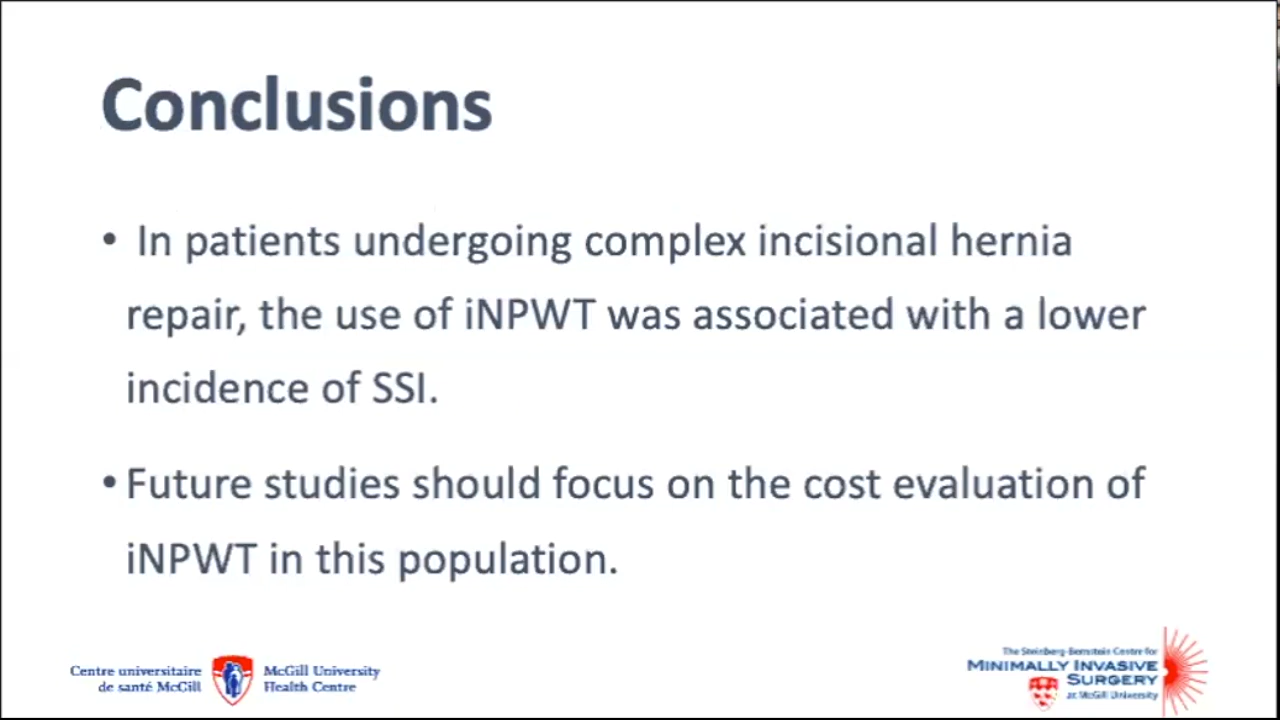 Conclusions
• In patients undergoing complex incisional hernia
repair, the use of iNPWT was associated with a lower
incidence of SSI.
• Future studies should focus on the cost evaluation of
iNPWT in this population.
Centre universitaire
de santé McGill
McGill University
Health Centre
The Steinberg-Bernstein Centre for
MINIMALLY INVASIVE
SURGERY
at McGill University